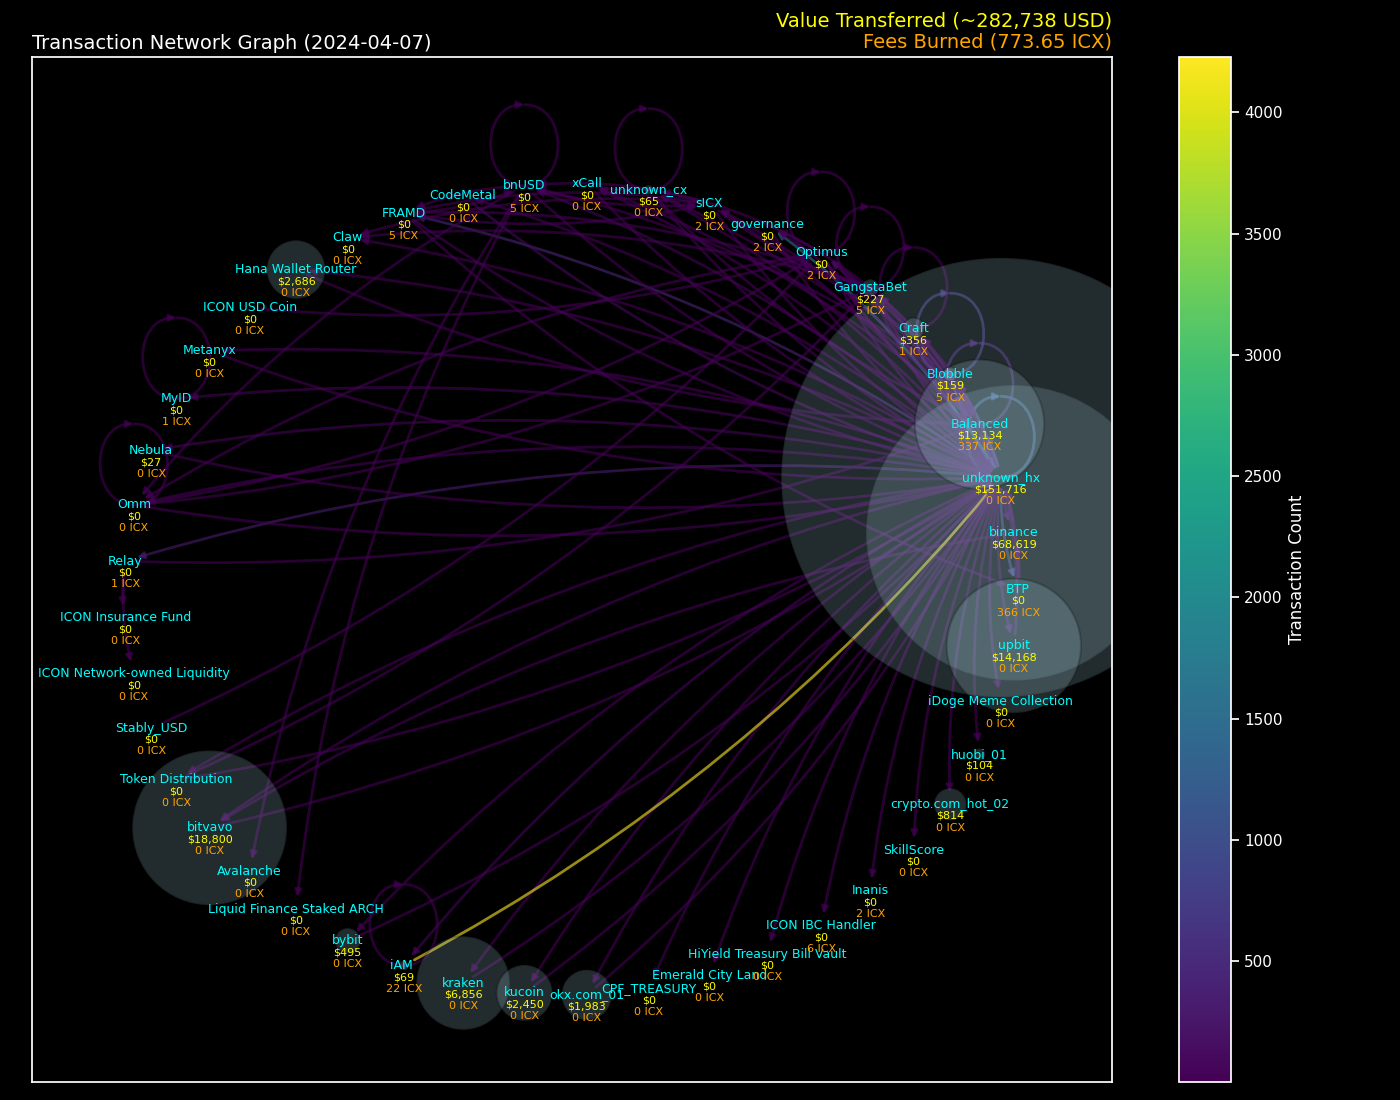 Value Transferred (~282,738 USD)
Transaction Network Graph (2024-04-07)
Fees Burned (773.65 ICX)
bnUSD
$0
5 ICX
xCall
$0
0 ICX
unknown_cx
$65
0 ICX
CodeMetal
$0
0 ICX
sICX
$0
2 ICX
FRAMD
$0
5 ICX
governance
$0
2 ICX
Claw
$0
0 ICX
Optimus
$0
2 ICX
Hana Wallet Router
$2,686
0 ICX
GangstaBet
$227
5 ICX
ICON USD Coin
$0
0 ICX
Craft
$356
1 ICX
Metanyx
$0
0 ICX
Blobble
$159
5 ICX
MyID
$0
1 ICX
Balanced
$13,134
337 ICX
Nebula
$27
0 ICX
unknown_hx
$151,716
0 ICX
Omm
$0
0 ICX
binance
$68,619
0 ICX
Relay
$0
1 ICX
BTP
$0
366 ICX
ICON Insurance Fund
$0
0 ICX
upbit
$14,168
0 ICX
ICON Network-owned Liquidity
$0
0 ICX
iDoge Meme Collection
$0
0 ICX
Stably_USD
$0
0 ICX
huobi_01
$104
0 ICX
Token Distribution
$0
0 ICX
crypto.com_hot_02
$814
0 ICX
bitvavo
$18,800
0 ICX
SkillScore
$0
0 ICX
Avalanche
$0
0 ICX
Inanis
$0
2 ICX
Liquid Finance Staked ARCH
$0
0 ICX
ICON IBC Handler
$0
6 ICX
bybit
$495
0 ICX
HiYield Treasury Bill Vault
$0
0 ICX
iAM
$69
22 ICX
Emerald City Land
$0
0 ICX
kraken
$6,856
0 ICX
kucoin
$2,450
0 ICX
okx.com_01
$1,983
0 ICX
CPF_TREASURY
$0
0 ICX
4000
3500
3000
2500
2000
1500
1000
500
Transaction Count